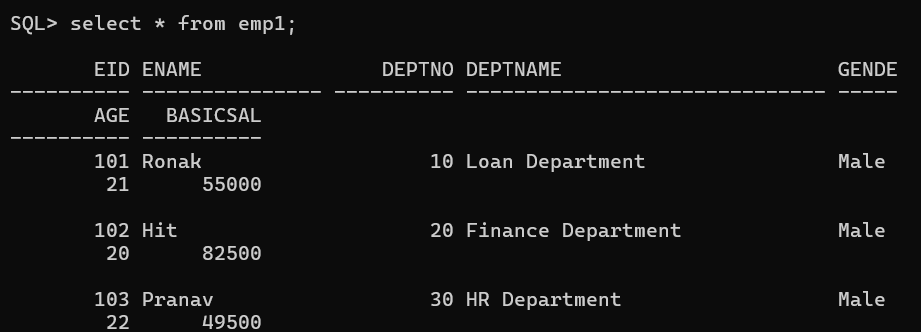 SQL> select * from emp1;
       EID ENAME               DEPTNO DEPTNAME                       GENDE
---------- --------------- ---------- ------------------------------ -----
       AGE   BASICSAL
---------- ----------
       101 Ronak                   10 Loan Department                Male
        21      55000
       102 Hit                     20 Finance Department             Male
        20      82500
       103 Pranav                  30 HR Department                  Male
        22      49500